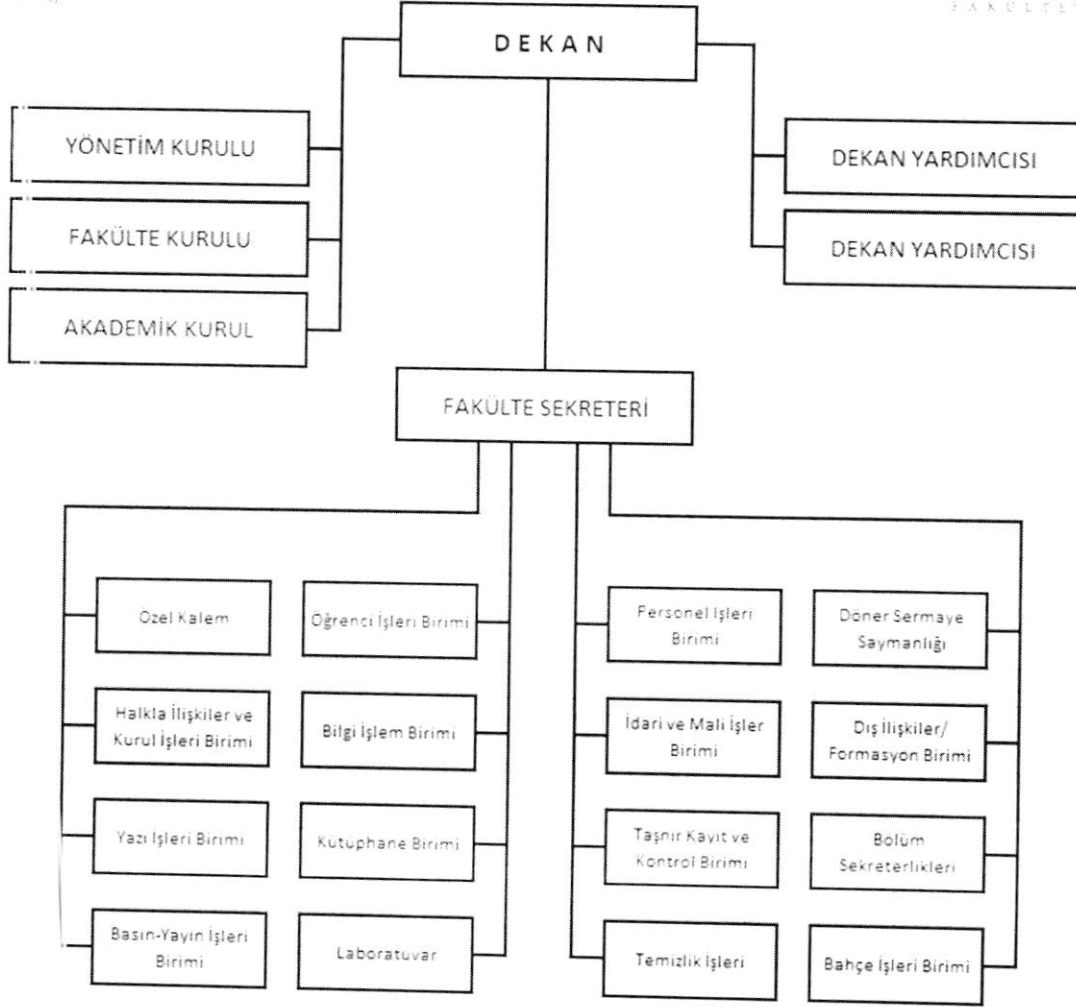 FAKÜLTES
DEKAN
YÖNETİM KURULU
FAKÜLTE KURULU
AKADEMİK KURUL
DEKAN YARDIMCISI
DEKAN YARDIMCISI
FAKÜLTE SEKRETERİ
Özel Kalem
Öğrenci İşleri Birimi
Personel İşleri
Birimi
Döner Sermaye
Saymanlığı
Halkla İlişkiler ve
Kurul İşleri Birimi
Bilgi İşlem Birimi
İdari ve Mali İşler
Birimi
Dış İlişkiler/
Formasyon Birimi
Yazı İşleri Birimi
Kütüphane Birimi
Taşnır Kayıt ve
Kontrol Birimi
Bölüm
Sekreterlikleri
Basın-Yayın İşleri
Birimi
Laboratuvar
Temizlik İşleri
Bahçe İşleri Birimi